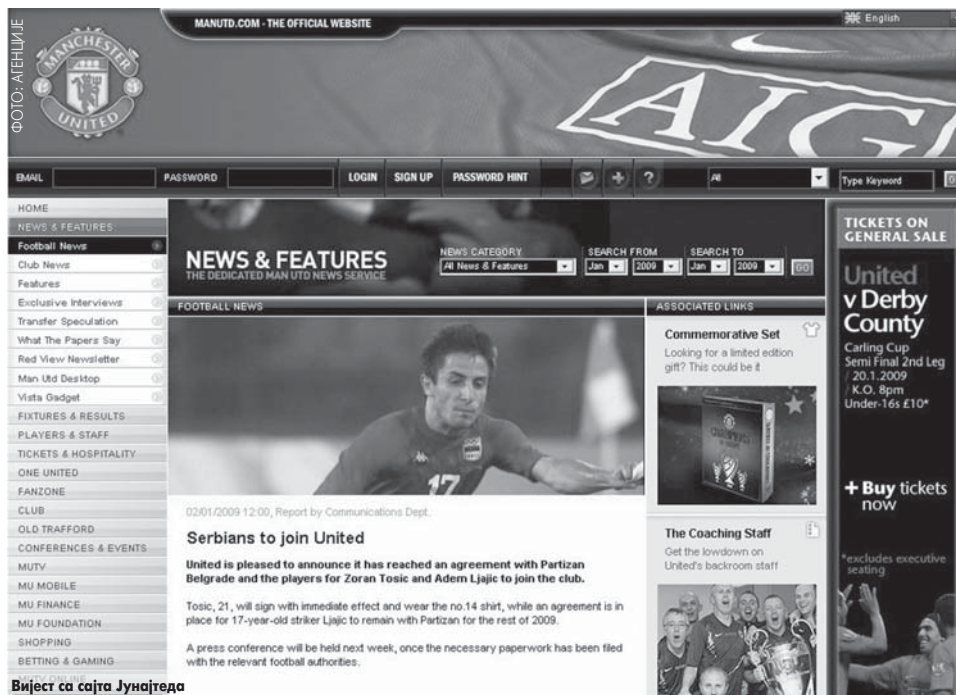 ФОТО: АГЕНЦИЈЕ
MANUTD.COM - THE OFFICIAL WEBSITE
English
MANCHESTER
UNITED
AIG
EMAIL
PASSWORD
LOGIN
SIGN UP
PASSWORD HINT
?
All
Type Keyword
HOME
NEWS & FEATURES
Football News
Club News
Features
Exclusive Interviews
Transfer Speculation
What The Papers Say
Red View Newsletter
Man Utd Desktop
Vista Gadget
FIXTURES & RESULTS
PLAYERS & STAFF
TICKETS & HOSPITALITY
ONE UNITED
FANZONE
CLUB
OLD TRAFFORD
CONFERENCES & EVENTS
MUTV
MU MOBILE
MU FINANCE
MU FOUNDATION
SHOPPING
BETTING & GAMING
MUTV ONLINE
NEWS & FEATURES
THE DEDICATED MAN UTD NEWS SERVICE
NEWS CATEGORY
All News & Features
SEARCH FROM
Jan 2009
SEARCH TO
Jan 2009
GO
FOOTBALL NEWS
17
02/01/2009 12:00, Report by Communications Dept.
Serbians to join United
United is pleased to announce it has reached an agreement with Partizan
Belgrade and the players for Zoran Tosic and Adem Ljajic to join the club.
Tosic, 21, will sign with immediate effect and wear the no.14 shirt, while an agreement is in
place for 17-year-old striker Ljajic to remain with Partizan for the rest of 2009.
A press conference will be held next week, once the necessary paperwork has been filed
with the relevant football authorities.
ASSOCIATED LINKS
Commemorative Set
Looking for a limited edition
gift? This could be it
The Coaching Staff
Get the lowdown on
United's backroom staff
TICKETS ON
GENERAL SALE
United
v Derby
County
Carling Cup
Semi Final 2nd Leg
/ 20.1.2009
/ K.O. 8pm
Under-16s £10*
+ Buy tickets
now
*excludes executive
seating
Вијест са сајта Јунајтеда